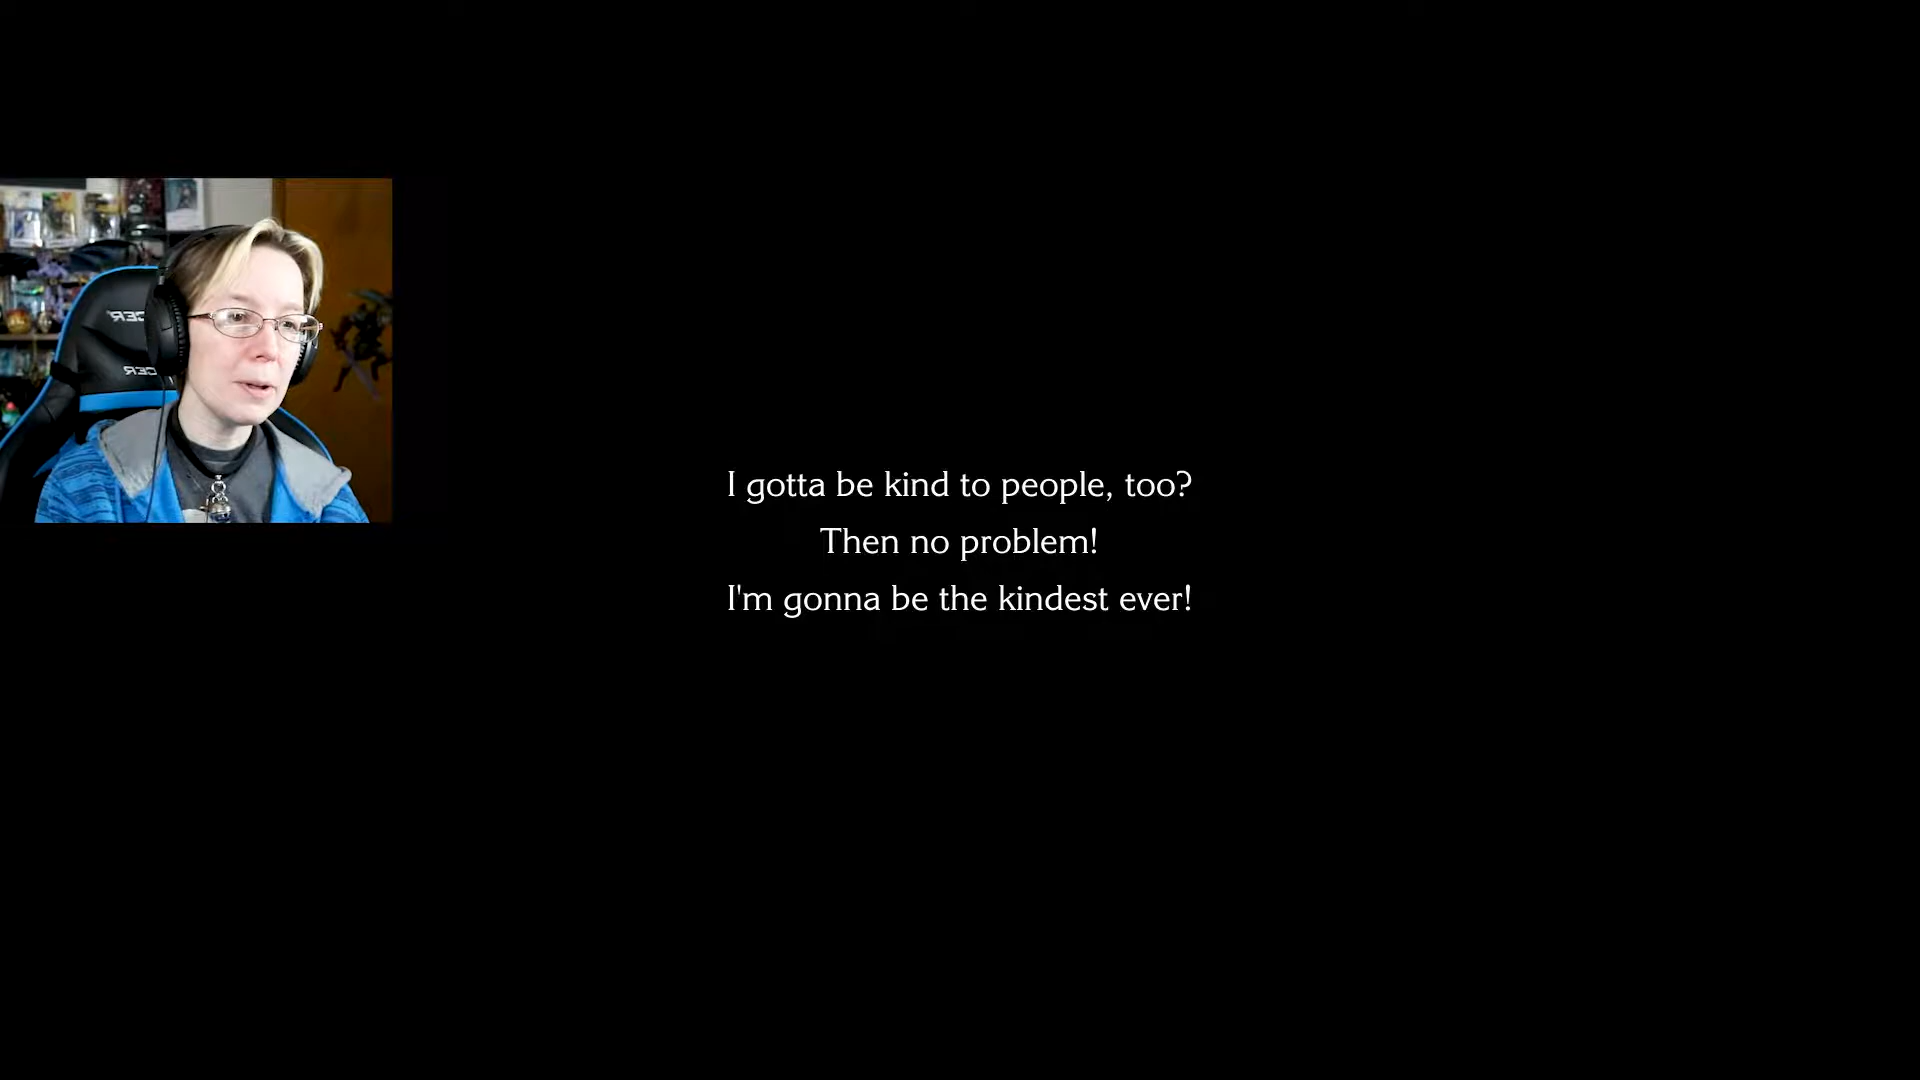 I gotta be kind to people, too?
Then no problem!
I'm gonna be the kindest ever!